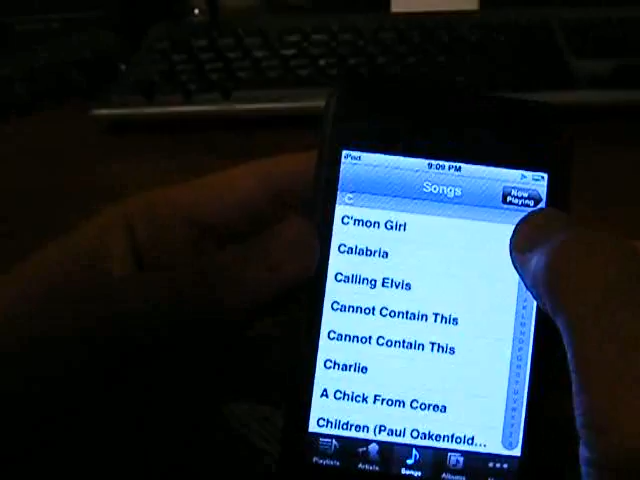 iPod
9:09 PM
Songs
Now
Playing
C
C'mon Girl
Calabria
Calling Elvis
Cannot Contain This
Cannot Contain This
Charlie
A Chick From Corea
Children (Paul Oakenfold...
Playlists
Artists
Songs
Albums